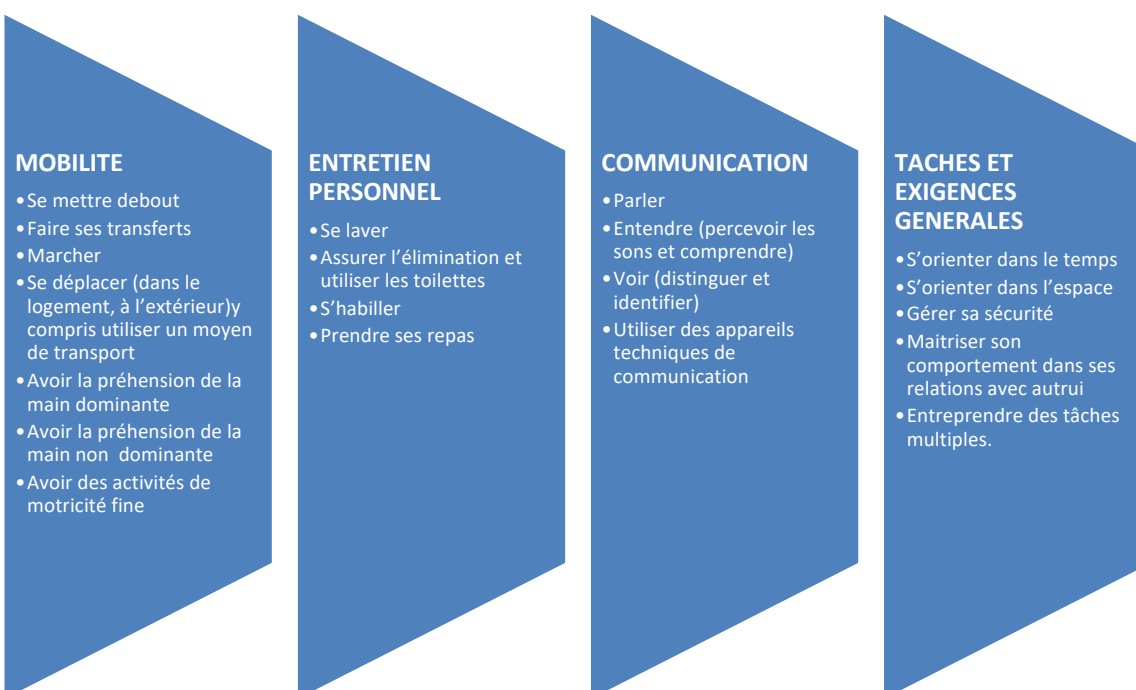 MOBILITE
•Se mettre debout
•Faire ses transferts
•Marcher
•Se déplacer (dans le
logement, à l'extérieur)y
compris utiliser un moyen
de transport
•Avoir la préhension de la
main dominante
•Avoir la préhension de la
main non dominante
•Avoir des activités de
motricité fine
ENTRETIEN
PERSONNEL
•Se laver
•Assurer l'élimination et
utiliser les toilettes
•S'habiller
•Prendre ses repas
COMMUNICATION
•Parler
•Entendre (percevoir les
sons et comprendre)
•Voir (distinguer et
identifier)
•Utiliser des appareils
techniques de
communication
TACHES ET
EXIGENCES
GENERALES
•S'orienter dans le temps
•S'orienter dans l'espace
•Gérer sa sécurité
•Maitriser son
comportement dans ses
relations avec autrui
•Entreprendre des tâches
multiples.